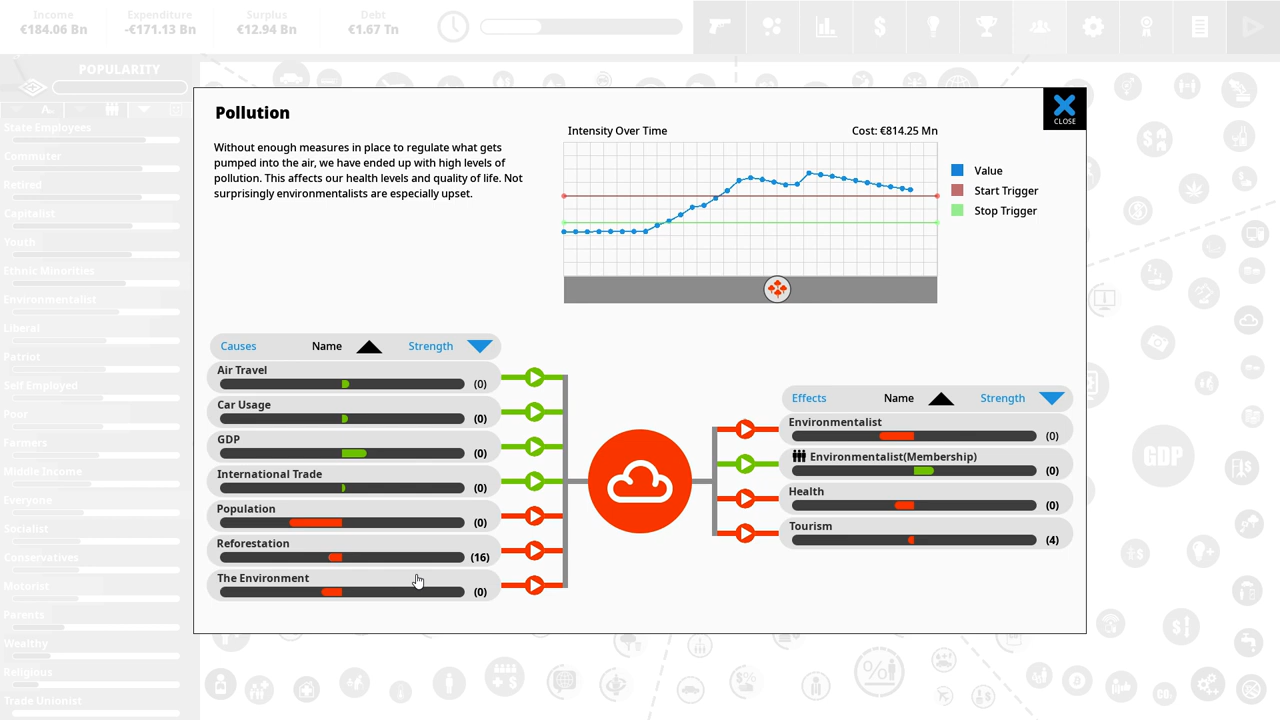 Income
Expenditure
Surplus
Debt
€184.06 Bn
-€171.13 Bn
€12.94 Bn
€1.67 Tn
POPULARITY
State Employees
Commuter
Retired
Capitalist
Youth
Ethnic Minorities
Environmentalist
Liberal
Patriot
Self Employed
Poor
Farmers
Middle Income
Everyone
Socialist
Conservatives
Motorist
Parents
Wealthy
Religious
Trade Unionist
Pollution
CLOSE
Without enough measures in place to regulate what gets
pumped into the air, we have ended up with high levels of
pollution. This affects our health levels and quality of life. Not
surprisingly environmentalists are especially upset.
Intensity Over Time
Cost: €814.25 Mn
Value
Start Trigger
Stop Trigger
Causes
Name
Strength
Air Travel
(0)
Car Usage
(0)
GDP
(0)
International Trade
(0)
Population
(0)
Reforestation
(16)
The Environment
(0)
Effects
Name
Strength
Environmentalist
(0)
Environmentalist(Membership)
(0)
Health
(0)
Tourism
(4)
GDP